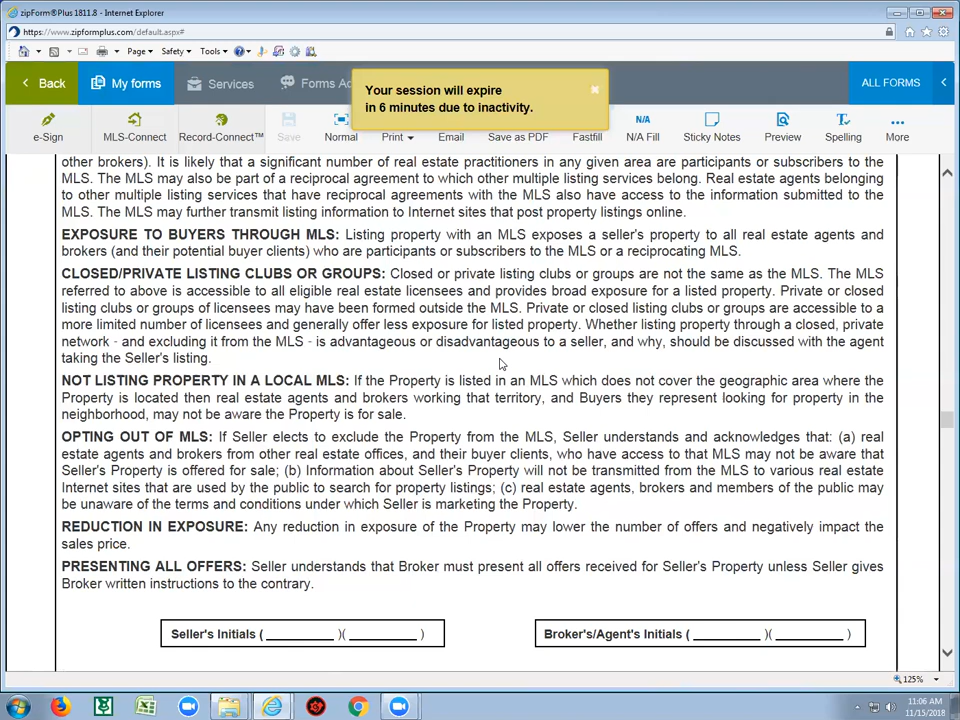 zipForm®Plus 1811.8 - Internet Explorer
https://www.zipformplus.com/default.aspx#
Page Safety Tools
Back My forms Services Forms Ad ALL FORMS
Your session will expire
in 6 minutes due to inactivity.
N/A
e-Sign MLS-Connect Record-Connect™ Save Normal Print Email Save as PDF Fastfill N/A Fill Sticky Notes Preview Spelling More
other brokers). It is likely that a significant number of real estate practitioners in any given area are participants or subscribers to the
MLS. The MLS may also be part of a reciprocal agreement to which other multiple listing services belong. Real estate agents belonging
to other multiple listing services that have reciprocal agreements with the MLS also have access to the information submitted to the
MLS. The MLS may further transmit listing information to Internet sites that post property listings online.
EXPOSURE TO BUYERS THROUGH MLS: Listing property with an MLS exposes a seller's property to all real estate agents and
brokers (and their potential buyer clients) who are participants or subscribers to the MLS or a reciprocating MLS.
CLOSED/PRIVATE LISTING CLUBS OR GROUPS: Closed or private listing clubs or groups are not the same as the MLS. The MLS
referred to above is accessible to all eligible real estate licensees and provides broad exposure for a listed property. Private or closed
listing clubs or groups of licensees may have been formed outside the MLS. Private or closed listing clubs or groups are accessible to a
more limited number of licensees and generally offer less exposure for listed property. Whether listing property through a closed, private
network - and excluding it from the MLS - is advantageous or disadvantageous to a seller, and why, should be discussed with the agent
taking the Seller's listing.
NOT LISTING PROPERTY IN A LOCAL MLS: If the Property is listed in an MLS which does not cover the geographic area where the
Property is located then real estate agents and brokers working that territory, and Buyers they represent looking for property in the
neighborhood, may not be aware the Property is for sale.
OPTING OUT OF MLS: If Seller elects to exclude the Property from the MLS, Seller understands and acknowledges that: (a) real
estate agents and brokers from other real estate offices, and their buyer clients, who have access to that MLS may not be aware that
Seller's Property is offered for sale; (b) Information about Seller's Property will not be transmitted from the MLS to various real estate
Internet sites that are used by the public to search for property listings; (c) real estate agents, brokers and members of the public may
be unaware of the terms and conditions under which Seller is marketing the Property.
REDUCTION IN EXPOSURE: Any reduction in exposure of the Property may lower the number of offers and negatively impact the
sales price.
PRESENTING ALL OFFERS: Seller understands that Broker must present all offers received for Seller's Property unless Seller gives
Broker written instructions to the contrary.
Seller's Initials ( __________ )( __________ ) Broker's/Agent's Initials ( __________ )( __________ )
125%
11:06 AM
11/15/2018